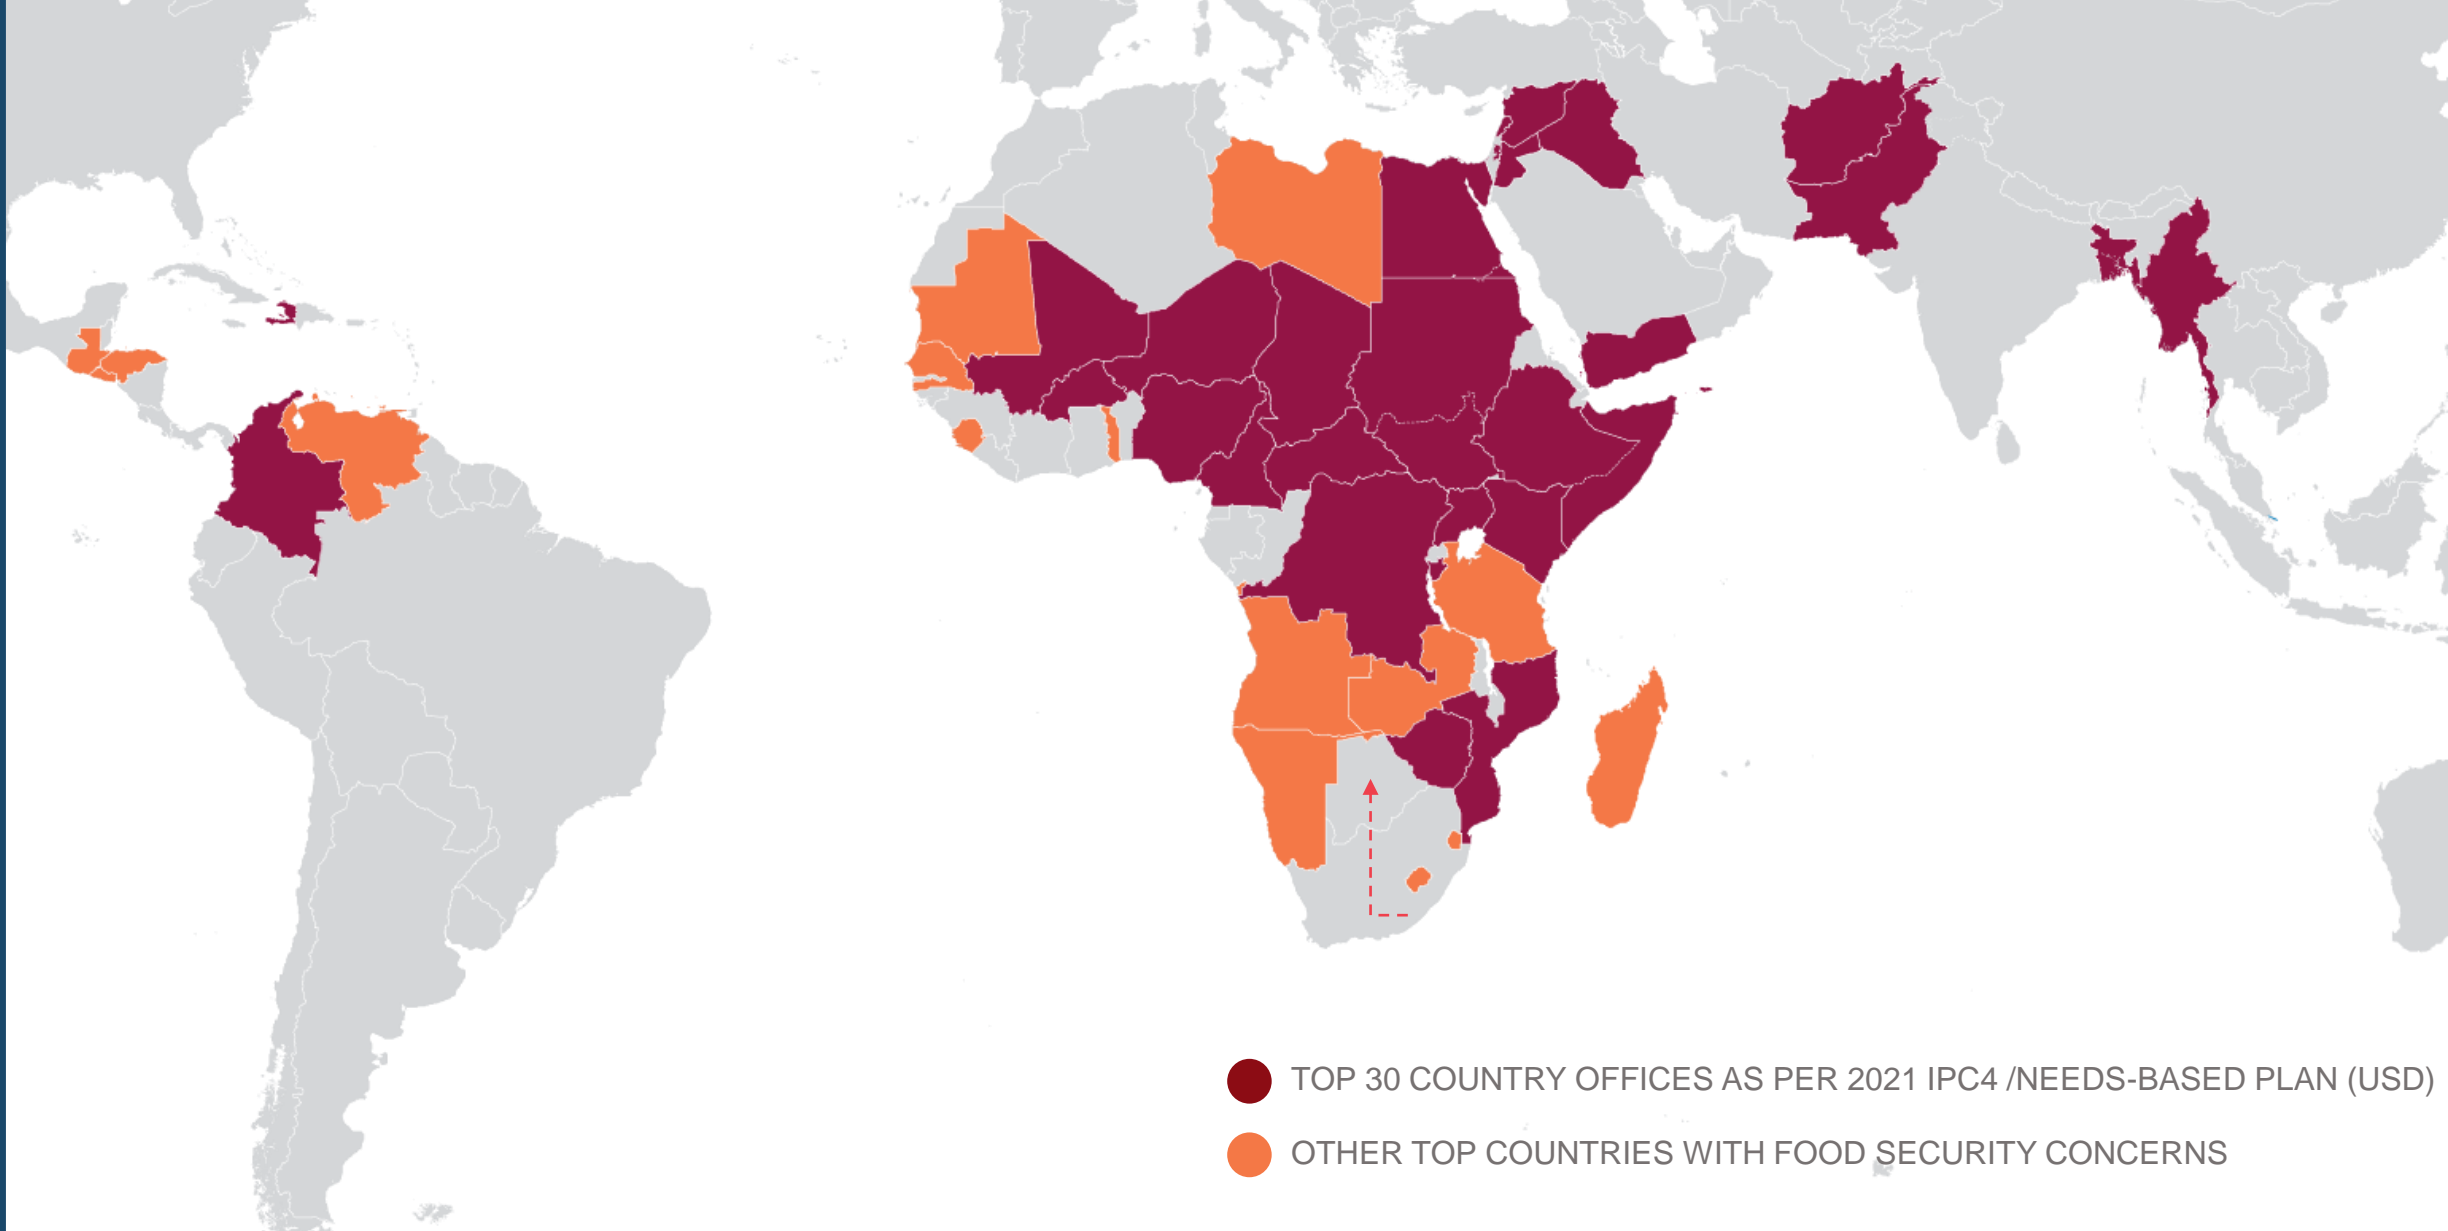 TOP 30 COUNTRY OFFICES AS PER 2021 IPC4 /NEEDS-BASED PLAN (USD)
OTHER TOP COUNTRIES WITH FOOD SECURITY CONCERNS